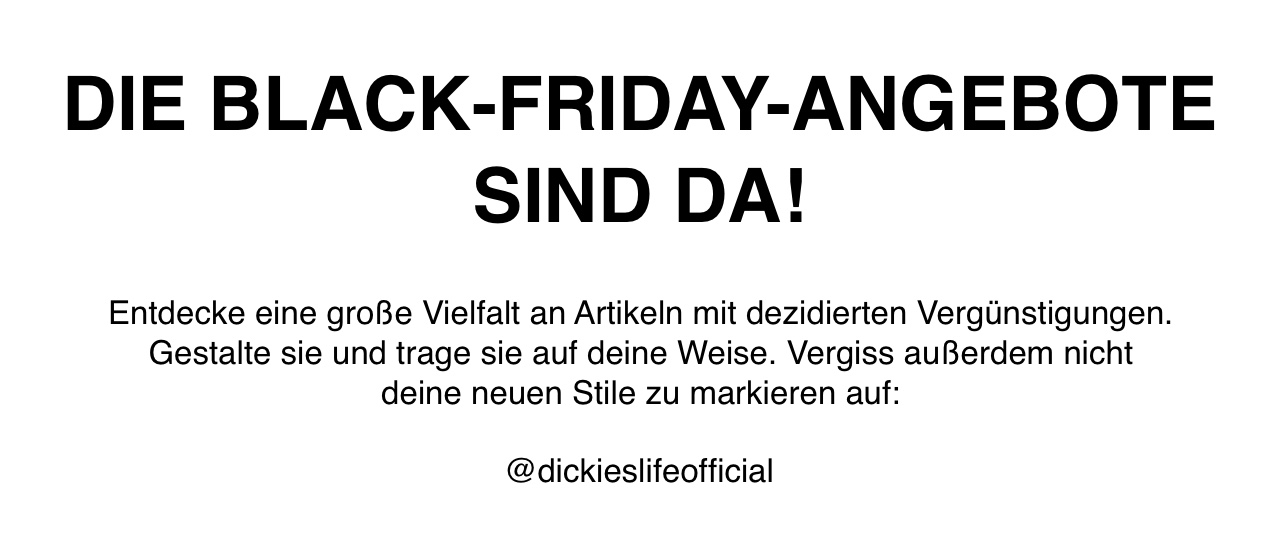 DIE BLACK-FRIDAY-ANGEBOTE
SIND DA!
Entdecke eine große Vielfalt an Artikeln mit dezidierten Vergünstigungen.
Gestalte sie und trage sie auf deine Weise. Vergiss außerdem nicht
deine neuen Stile zu markieren auf:
@dickieslifeofficial